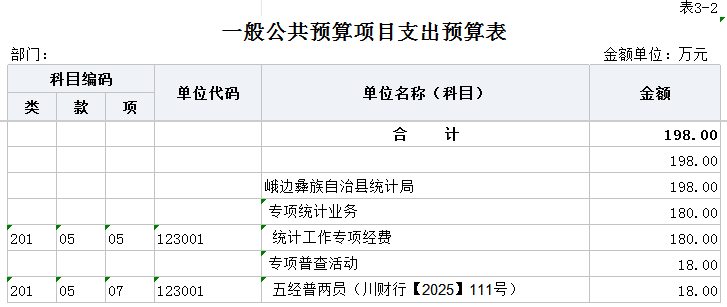 表3-2
一般公共预算项目支出预算表
部门： 金额单位：万元
科目编码 单位代码 单位名称（科目） 金额
类 款 项
合 计 198.00
198.00
峨边彝族自治县统计局 198.00
专项统计业务 180.00
201 05 05 123001 统计工作专项经费 180.00
专项普查活动 18.00
201 05 07 123001 五经普两员（川财行【2025】111号） 18.00